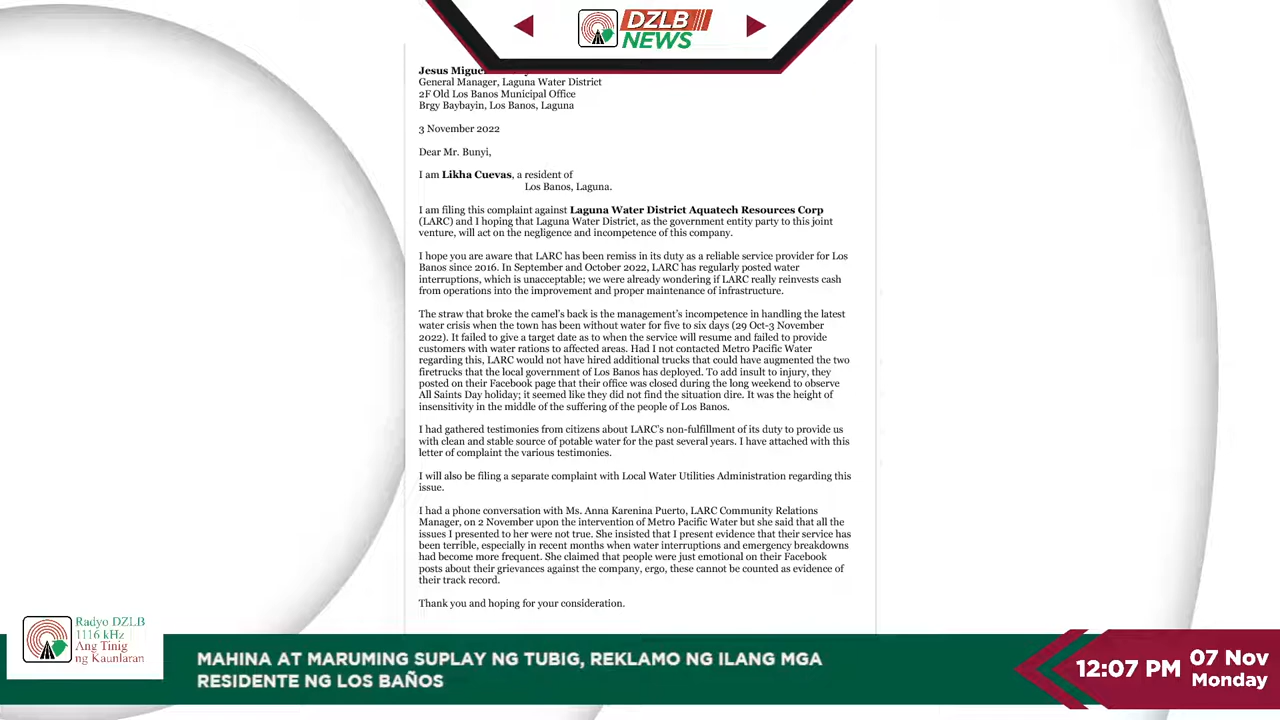 DZLB
NEWS
Jesus
General Manager, Laguna Water District
2F Old Los Banos Municipal Office
Brgy Baybayin, Los Banos, Laguna
3 November 2022
Dear Mr. Bunyi,
I am Likha Cuevas, a resident of
Los Banos, Laguna.
I am filing this complaint against Laguna Water District Aquatech Resources Corp
(LARC) and I hoping that Laguna Water District, as the government entity party to this joint
venture, will act on the negligence and incompetence of this company.
I hope you are aware that LARC has been remiss in its duty as a reliable service provider for Los
Banos since 2016. In September and October 2022, LARC has regularly posted water
interruptions, which is unacceptable; we were already wondering if LARC really reinvests cash
from operations into the improvement and proper maintenance of infrastructure.
The straw that broke the camel's back is the management's incompetence in handling the latest
water crisis when the town has been without water for five to six days (29 Oct-3 November
2022). It failed to give a target date as to when the service will resume and failed to provide
customers with water rations to affected areas. Had I not contacted Metro Pacific Water
regarding this, LARC would not have hired additional trucks that could have augmented the two
firetrucks that the local government of Los Banos has deployed. To add insult to injury, they
posted on their Facebook page that their office was closed during the long weekend to observe
All Saints Day holiday; it seemed like they did not find the situation dire. It was the height of
insensitivity in the middle of the suffering of the people of Los Banos.
I had gathered testimonies from citizens about LARC's non-fulfillment of its duty to provide us
with clean and stable source of potable water for the past several years. I have attached with this
letter of complaint the various testimonies.
I will also be filing a separate complaint with Local Water Utilities Administration regarding this
issue.
I had a phone conversation with Ms. Anna Karenina Puerto, LARC Community Relations
Manager, on 2 November upon the intervention of Metro Pacific Water but she said that all the
issues I presented to her were not true. She insisted that I present evidence that their service has
been terrible, especially in recent months when water interruptions and emergency breakdowns
had become more frequent. She claimed that people were just emotional on their Facebook
posts about their grievances against the company, ergo, these cannot be counted as evidence of
their track record.
Thank you and hoping for your consideration.
Radyo DZLB
1116 kHz
Ang Tinig
ng Kaunlaran
MAHINA AT MARUMING SUPLAY NG TUBIG, REKLAMO NG ILANG MGA
RESIDENTE NG LOS BAÑOS
12:07 PM
07 Nov
Monday